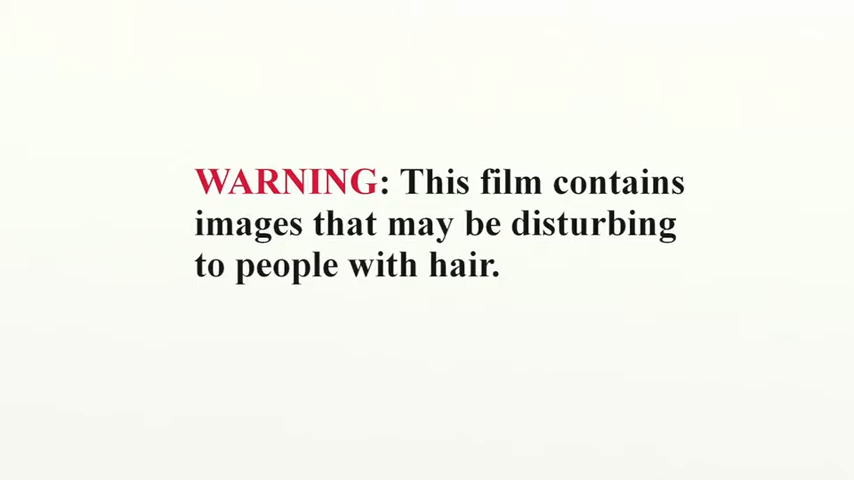 WARNING: This film contains
images that may be disturbing
to people with hair.